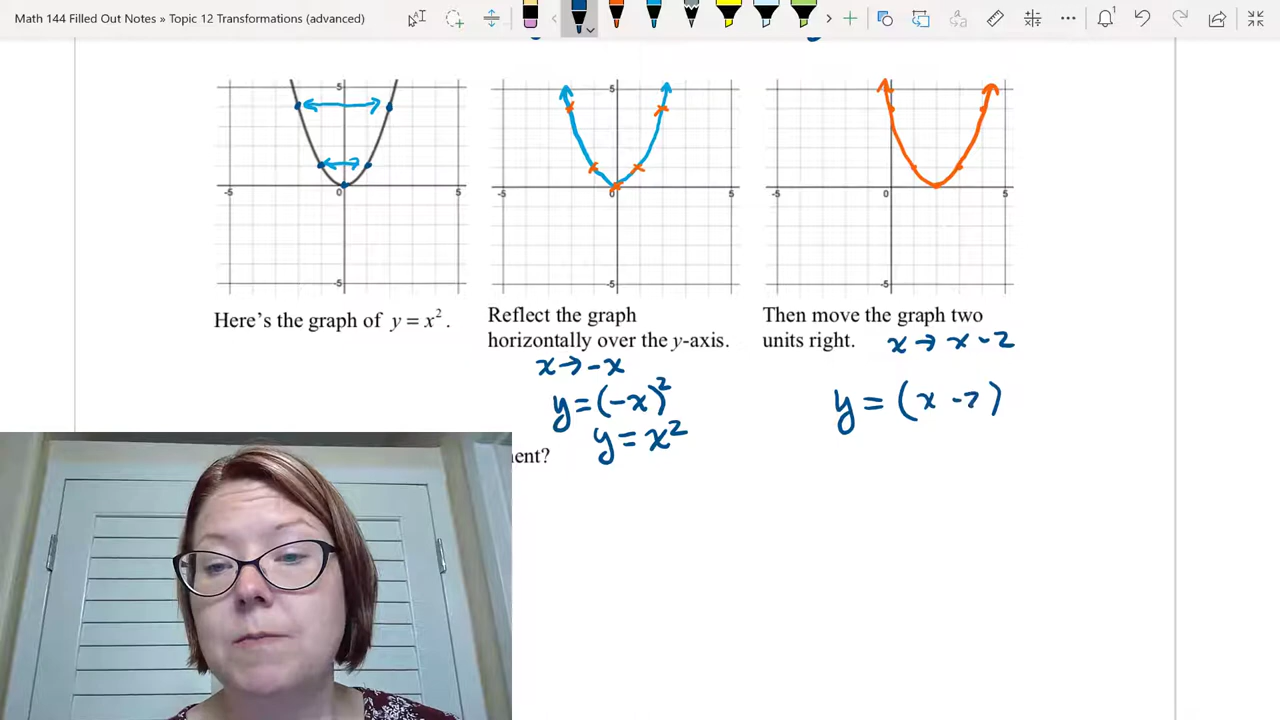 Math 144 Filled Out Notes » Topic 12 Transformations (advanced)
5
-5
0
5
-5
5
-5
0
5
-5
5
-5
0
5
-5
Here's the graph of y = x².
Reflect the graph
horizontally over the y-axis.
x → -x
y = (-x)²
y = x²
Then move the graph two
units right. x → x - 2
y = (x - 2)
ent?